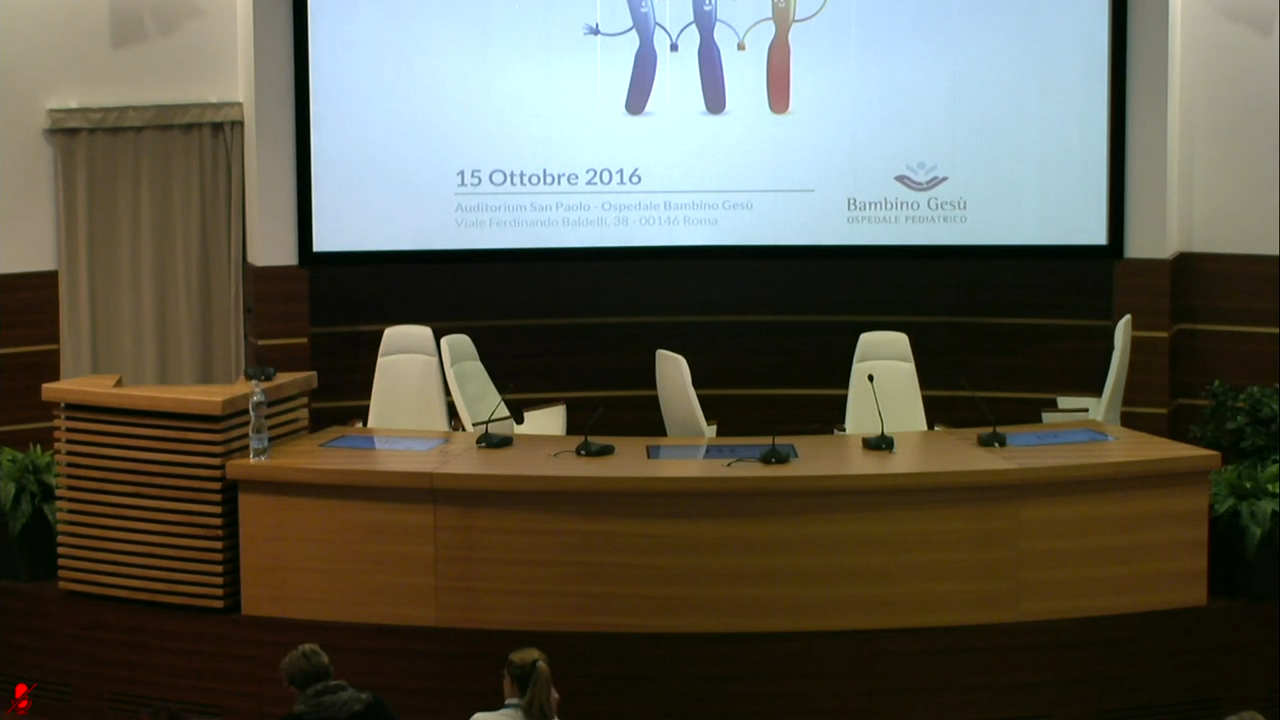 15 Ottobre 2016
Auditorium San Paolo - Ospedale Bambino Gesù
Viale Ferdinando Baldelli, 38 - 00146 Roma
Bambino Gesù
OSPEDALE PEDIATRICO